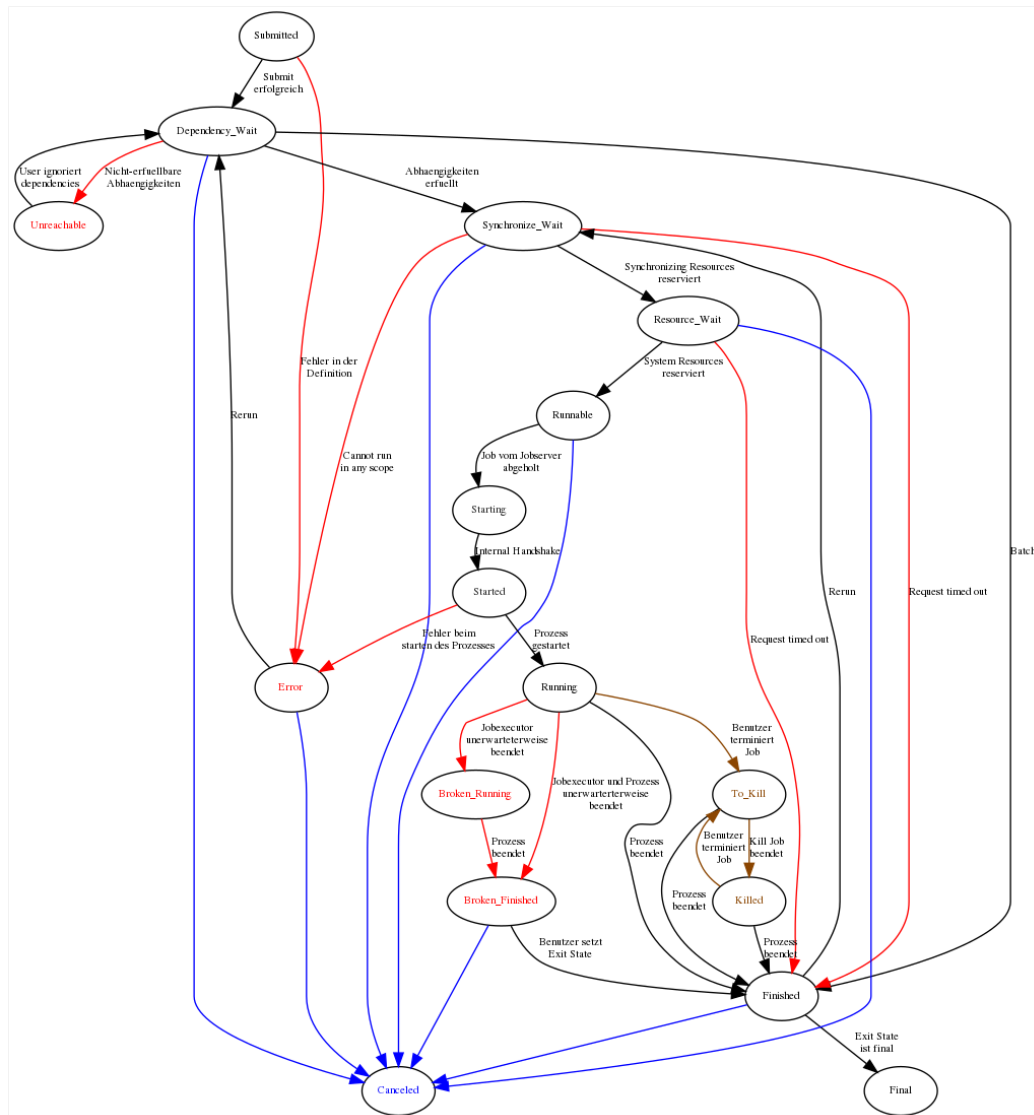 Submitted
Submit
erfolgreich
Dependency_Wait
User ignoriert
dependencies
Nicht-erfuellbare
Abhaengigkeiten
Abhaengigkeiten
erfuellt
Unreachable
Synchronize_Wait
Synchronizing Resources
reserviert
Resource_Wait
Fehler in der
Definition
System Resources
reserviert
Rerun
Runnable
Cannot run
in any scope
Job vom Jobserver
abgeholt
Starting
Internal Handshake
Batch
Started
Rerun
Request timed out
Fehler beim
starten des Prozesses
Prozess
gestartet
Request timed out
Error
Running
Jobexecutor
unerwarteterweise
beendet
Benutzer
terminiert
Job
Broken_Running
Jobexecutor und Prozess
unerwarterterweise
beendet
To_Kill
Prozess
beendet
Prozess
beendet
Benutzer
terminiert
Job
Kill Job
beendet
Broken_Finished
Prozess
beendet
Killed
Benutzer setzt
Exit State
Prozess
beendet
Finished
Exit State
ist final
Canceled
Final